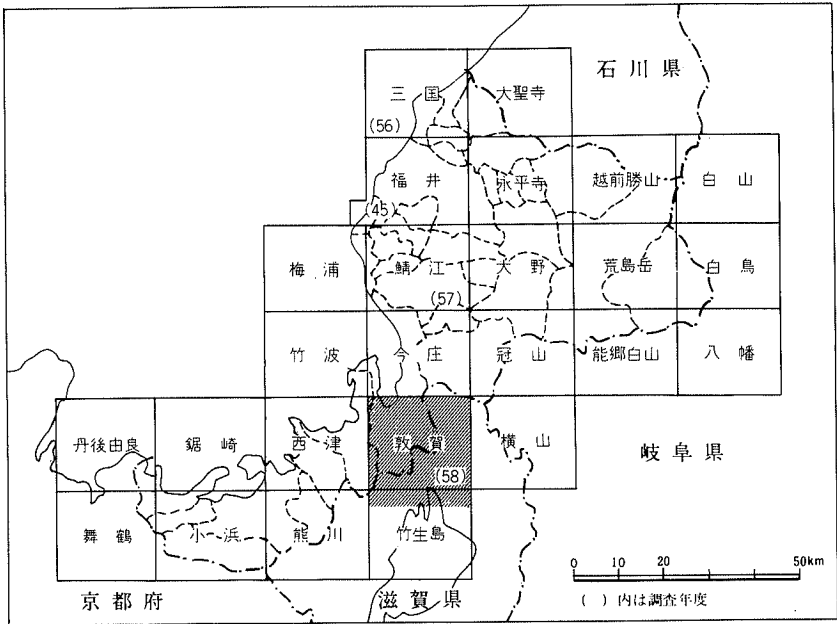 石川県
三国 大聖寺
(56)
福井 永平寺 越前勝山 白山
(45)
梅浦 鯖江 大野 荒島岳 白鳥
(57)
竹波 今庄 冠山 能郷白山 八幡
丹後由良 鋸崎 西津 敦賀 横山 岐阜県
(58)
舞鶴 小浜 熊川 竹生島
0 10 20 50km
京都府 滋賀県 ( ) 内は調査年度